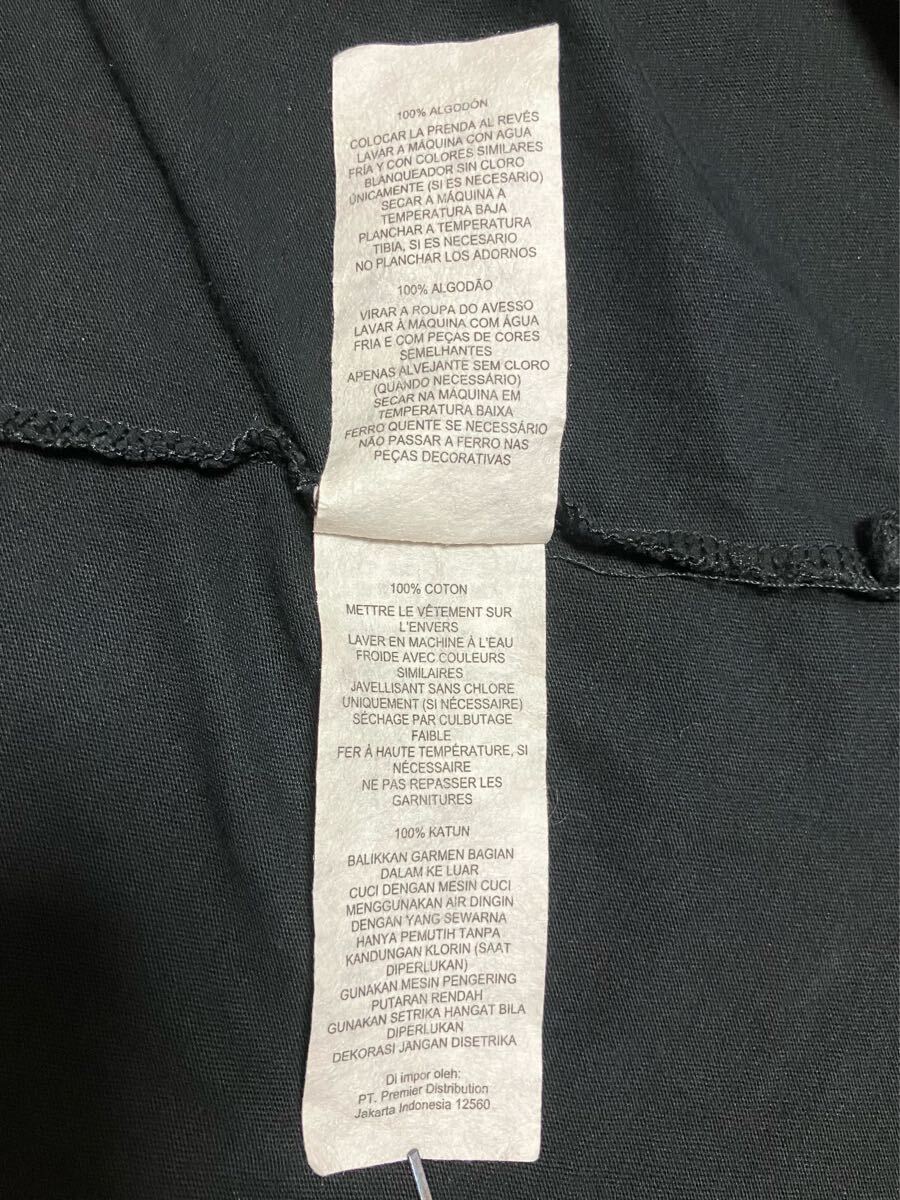 100% ALGODÓN
COLOCAR LA PRENDA AL REVÉS
LAVAR A MÁQUINA CON AGUA
FRÍA Y CON COLORES SIMILARES
BLANQUEADOR SIN CLORO
ÚNICAMENTE (SI ES NECESARIO)
SECAR A MÁQUINA A
TEMPERATURA BAJA
PLANCHAR A TEMPERATURA
TIBIA, SI ES NECESARIO
NO PLANCHAR LOS ADORNOS
100% ALGODÃO
VIRAR A ROUPA DO AVESSO
LAVAR À MÁQUINA COM ÁGUA
FRIA E COM PEÇAS DE CORES
SEMELHANTES
APENAS ALVEJANTE SEM CLORO
(QUANDO NECESSÁRIO)
SECAR NA MÁQUINA EM
TEMPERATURA BAIXA
FERRO QUENTE SE NECESSÁRIO
NÃO PASSAR A FERRO NAS
PEÇAS DECORATIVAS
100% COTON
METTRE LE VÊTEMENT SUR
L'ENVERS
LAVER EN MACHINE À L'EAU
FROIDE AVEC COULEURS
SIMILAIRES
JAVELLISANT SANS CHLORE
UNIQUEMENT (SI NÉCESSAIRE)
SÉCHAGE PAR CULBUTAGE
FAIBLE
FER À HAUTE TEMPÉRATURE, SI
NÉCESSAIRE
NE PAS REPASSER LES
GARNITURES
100% KATUN
BALIKKAN GARMEN BAGIAN
DALAM KE LUAR
CUCI DENGAN MESIN CUCI
MENGGUNAKAN AIR DINGIN
DENGAN YANG SEWARNA
HANYA PEMUTIH TANPA
KANDUNGAN KLORIN (SAAT
DIPERLUKAN)
GUNAKAN MESIN PENGERING
PUTARAN RENDAH
GUNAKAN SETRIKA HANGAT BILA
DIPERLUKAN
DEKORASI JANGAN DISETRIKA
Di impor oleh:
PT. Premier Distribution
Jakarta Indonesia 12560